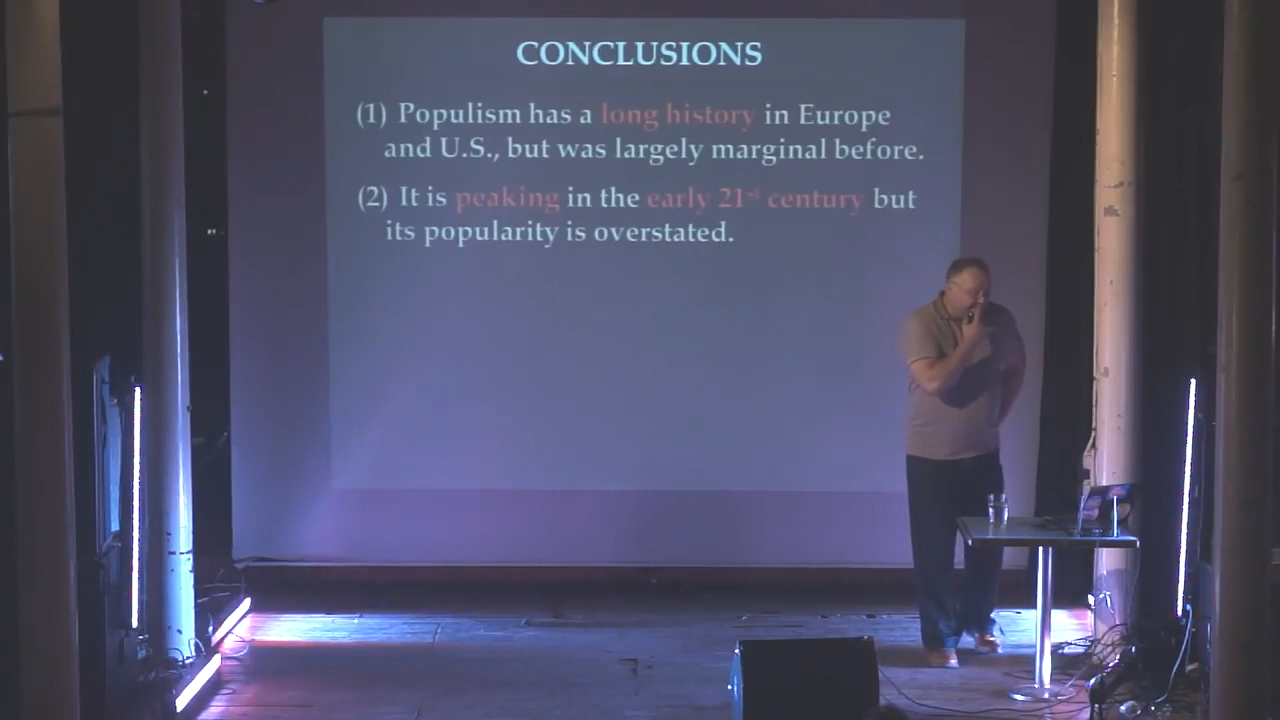 CONCLUSIONS
(1) Populism has a long history in Europe
and U.S., but was largely marginal before.
(2) It is peaking in the early 21st century but
its popularity is overstated.